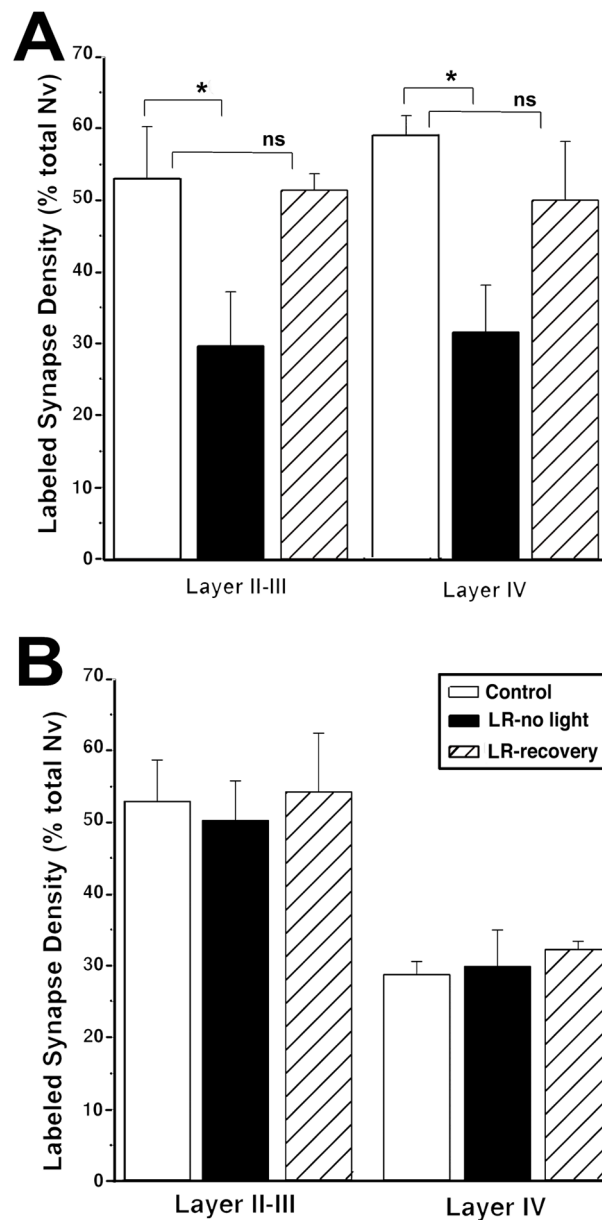 A
Labeled Synapse Density (% total Nv)
70
60
50
40
30
20
10
0
*
ns
*
ns
Layer II-III
Layer IV
B
Labeled Synapse Density (% total Nv)
70
60
50
40
30
20
10
0
Control
LR-no light
LR-recovery
Layer II-III
Layer IV